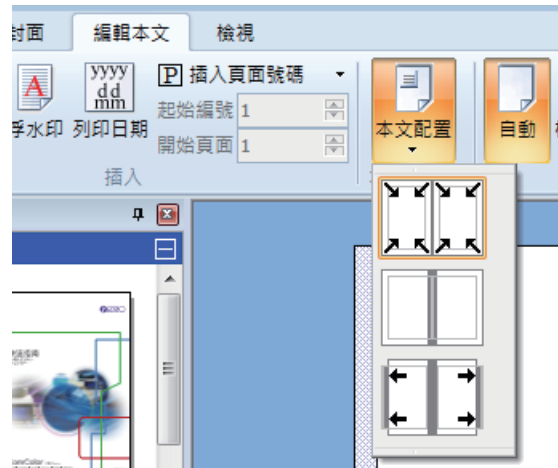 封面 編輯本文 檢視
A
浮水印
yyyy
dd
mm
列印日期
P 插入頁面號碼
起始編號 1
開始頁面 1
插入
本文配置
自動